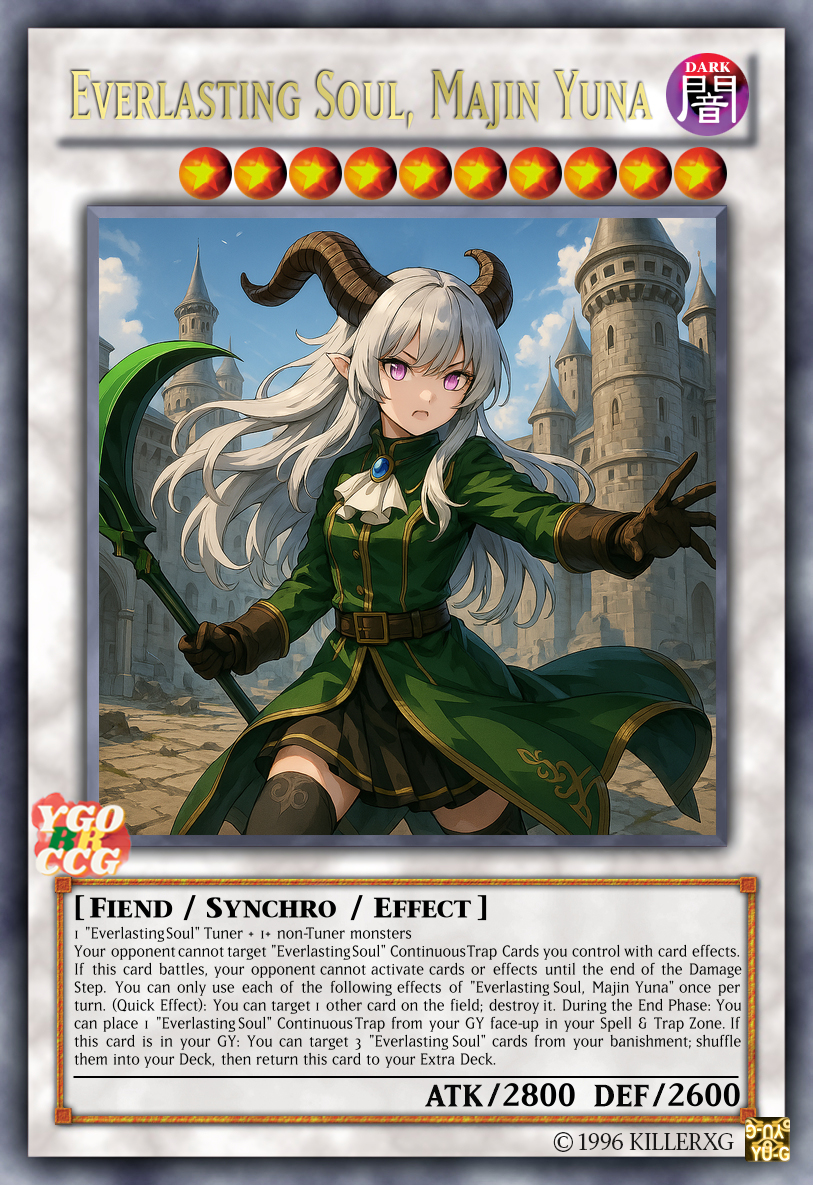 Everlasting Soul, Majin Yuna
DARK
闇
YGO
RR
CCG
[ Fiend / Synchro / Effect ]
1 "Everlasting Soul" Tuner + 1+ non-Tuner monsters
Your opponent cannot target "Everlasting Soul" Continuous Trap Cards you control with card effects.
If this card battles, your opponent cannot activate cards or effects until the end of the Damage
Step. You can only use each of the following effects of "Everlasting Soul, Majin Yuna" once per
turn. (Quick Effect): You can target 1 other card on the field; destroy it. During the End Phase: You
can place 1 "Everlasting Soul" Continuous Trap from your GY face-up in your Spell & Trap Zone. If
this card is in your GY: You can target 3 "Everlasting Soul" cards from your banishment; shuffle
them into your Deck, then return this card to your Extra Deck.
ATK/2800 DEF/2600
© 1996 KILLERXG